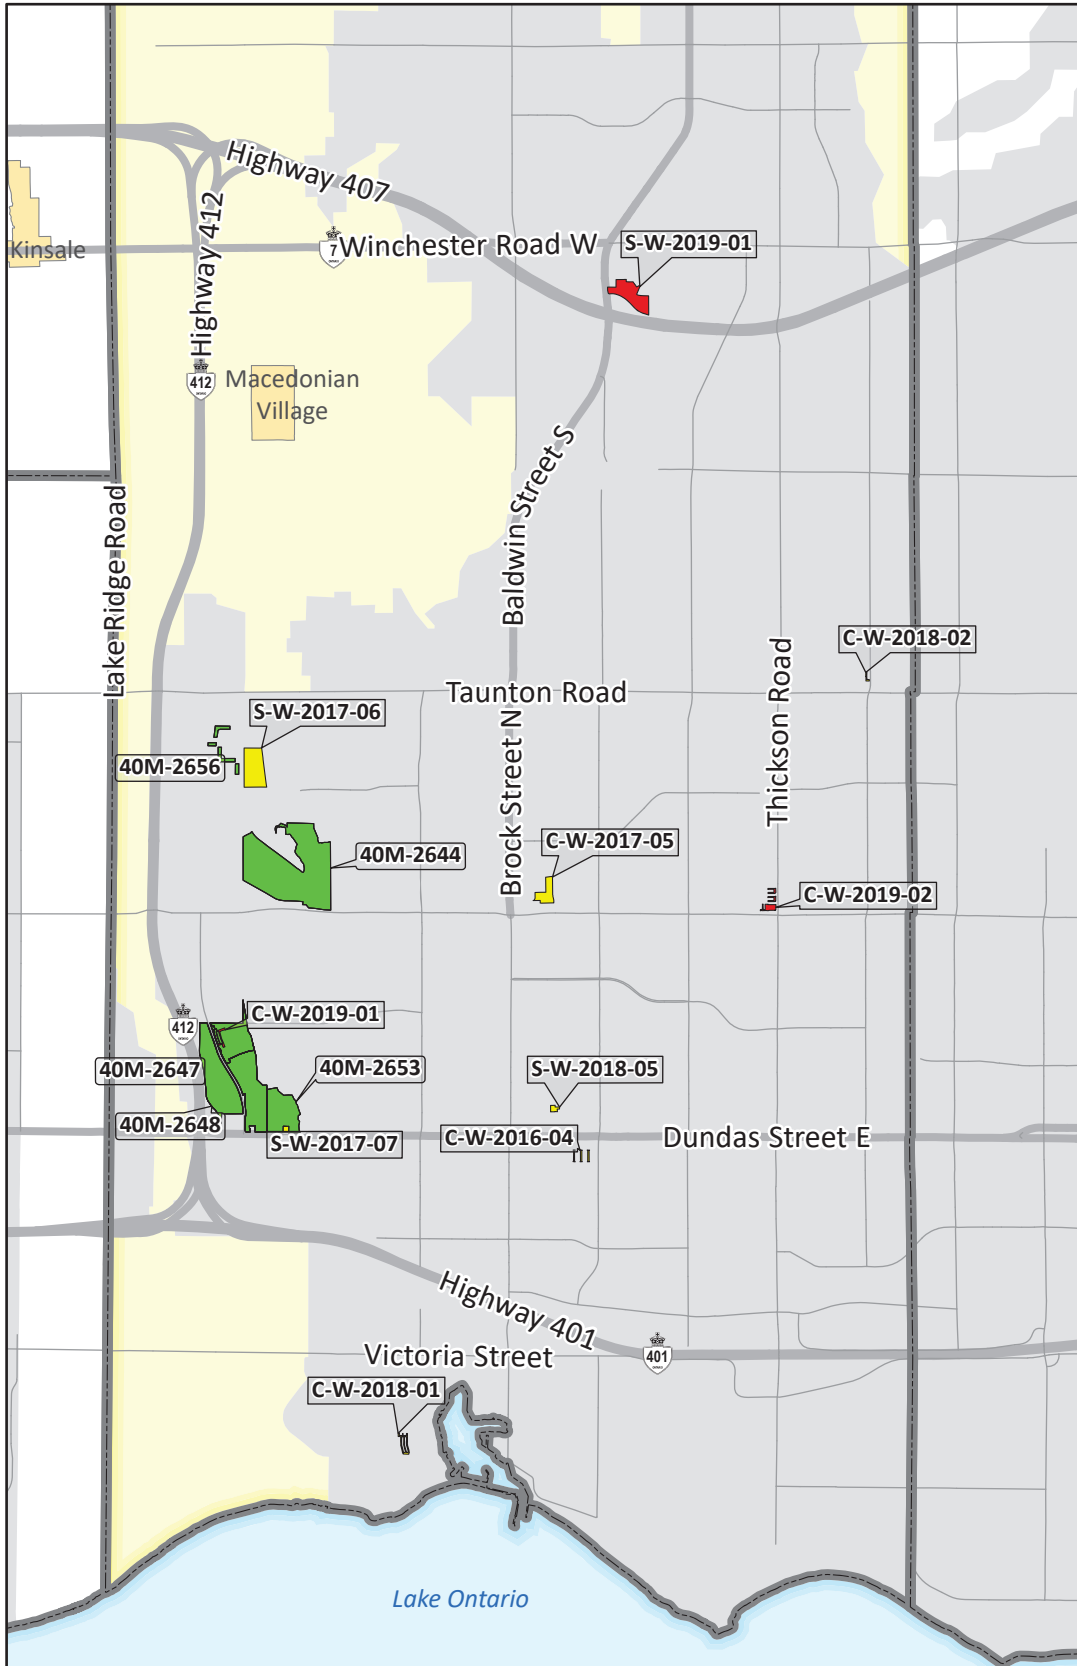 Highway 407
Highway 412
Kinsale
7
Winchester Road W
S-W-2019-01
412
Macedonian
Village
Baldwin Street S
Lake Ridge Road
C-W-2018-02
Taunton Road
Thickson Road
S-W-2017-06
40M-2656
Brock Street N
40M-2644
C-W-2017-05
C-W-2019-02
C-W-2019-01
412
40M-2647
40M-2653
S-W-2018-05
40M-2648
S-W-2017-07
C-W-2016-04
Dundas Street E
Highway 401
401
Victoria Street
C-W-2018-01
Lake Ontario